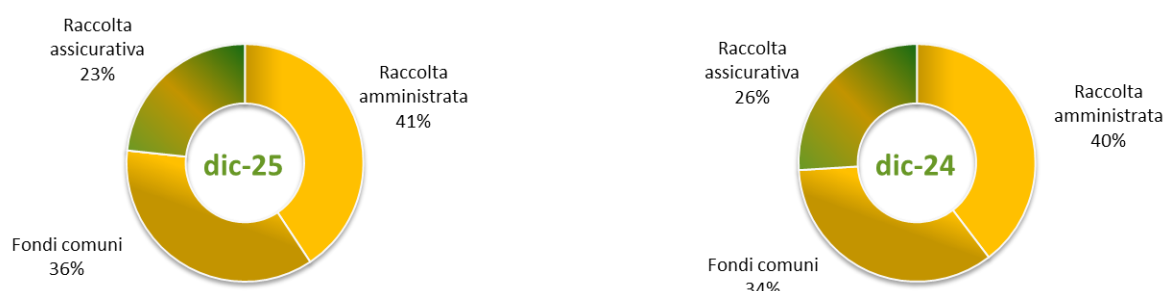 Raccolta
assicurativa
23%
Raccolta
amministrata
41%
dic-25
Fondi comuni
36%
Raccolta
assicurativa
26%
Raccolta
amministrata
40%
dic-24
Fondi comuni
34%